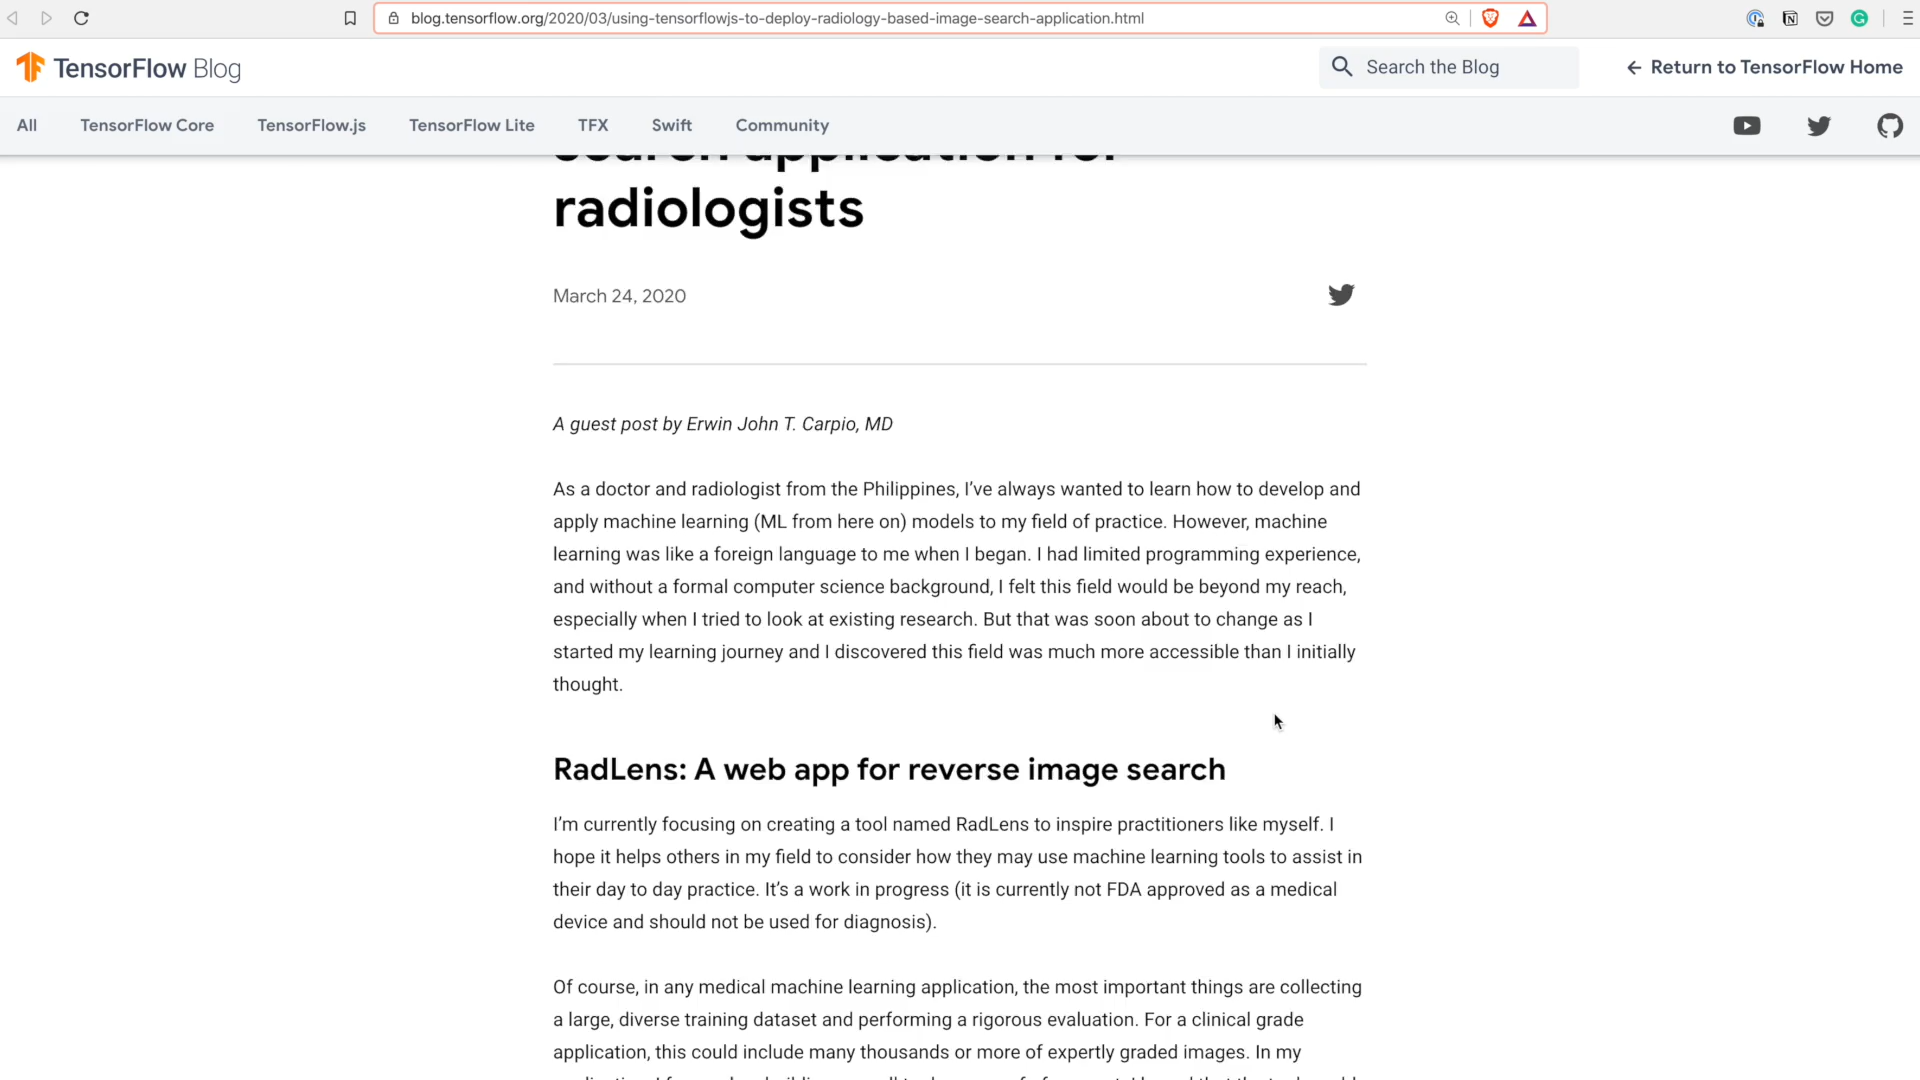 blog.tensorflow.org/2020/03/using-tensorflowjs-to-deploy-radiology-based-image-search-application.html
TensorFlow Blog
Search the Blog
Return to TensorFlow Home
All TensorFlow Core TensorFlow.js TensorFlow Lite TFX Swift Community
search application for
radiologists
March 24, 2020
A guest post by Erwin John T. Carpio, MD
As a doctor and radiologist from the Philippines, I’ve always wanted to learn how to develop and
apply machine learning (ML from here on) models to my field of practice. However, machine
learning was like a foreign language to me when I began. I had limited programming experience,
and without a formal computer science background, I felt this field would be beyond my reach,
especially when I tried to look at existing research. But that was soon about to change as I
started my learning journey and I discovered this field was much more accessible than I initially
thought.
RadLens: A web app for reverse image search
I’m currently focusing on creating a tool named RadLens to inspire practitioners like myself. I
hope it helps others in my field to consider how they may use machine learning tools to assist in
their day to day practice. It’s a work in progress (it is currently not FDA approved as a medical
device and should not be used for diagnosis).
Of course, in any medical machine learning application, the most important things are collecting
a large, diverse training dataset and performing a rigorous evaluation. For a clinical grade
application, this could include many thousands or more of expertly graded images. In my